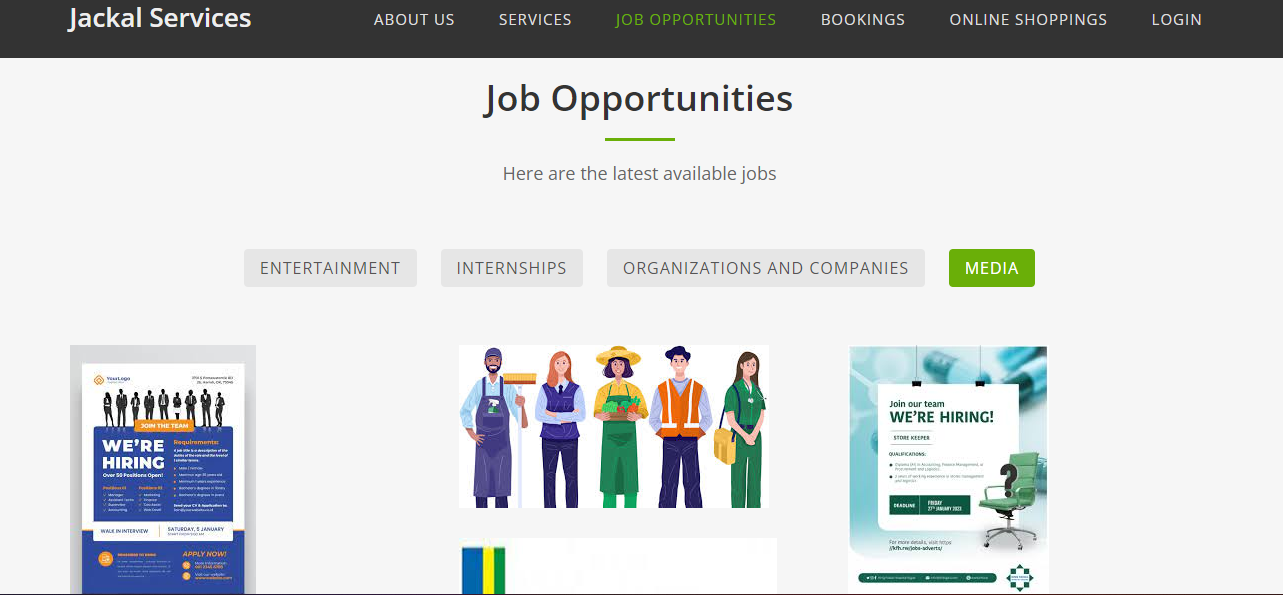 Jackal Services
ABOUT US SERVICES JOB OPPORTUNITIES BOOKINGS ONLINE SHOPPINGS LOGIN
Job Opportunities
Here are the latest available jobs
ENTERTAINMENT INTERNSHIPS ORGANIZATIONS AND COMPANIES MEDIA
YourLogo
JOIN THE TEAM
WE'RE
HIRING
Over 50 Positions Open!
Requirements:
WALK IN INTERVIEW
SATURDAY, 5 JANUARY
APPLY NOW!
Join our team
WE'RE HIRING!
STORE KEEPER
QUALIFICATIONS:
DEADLINE
FRIDAY
27TH JANUARY 2023
For more details, visit https:
//kfh.rw/jobs-adverts/